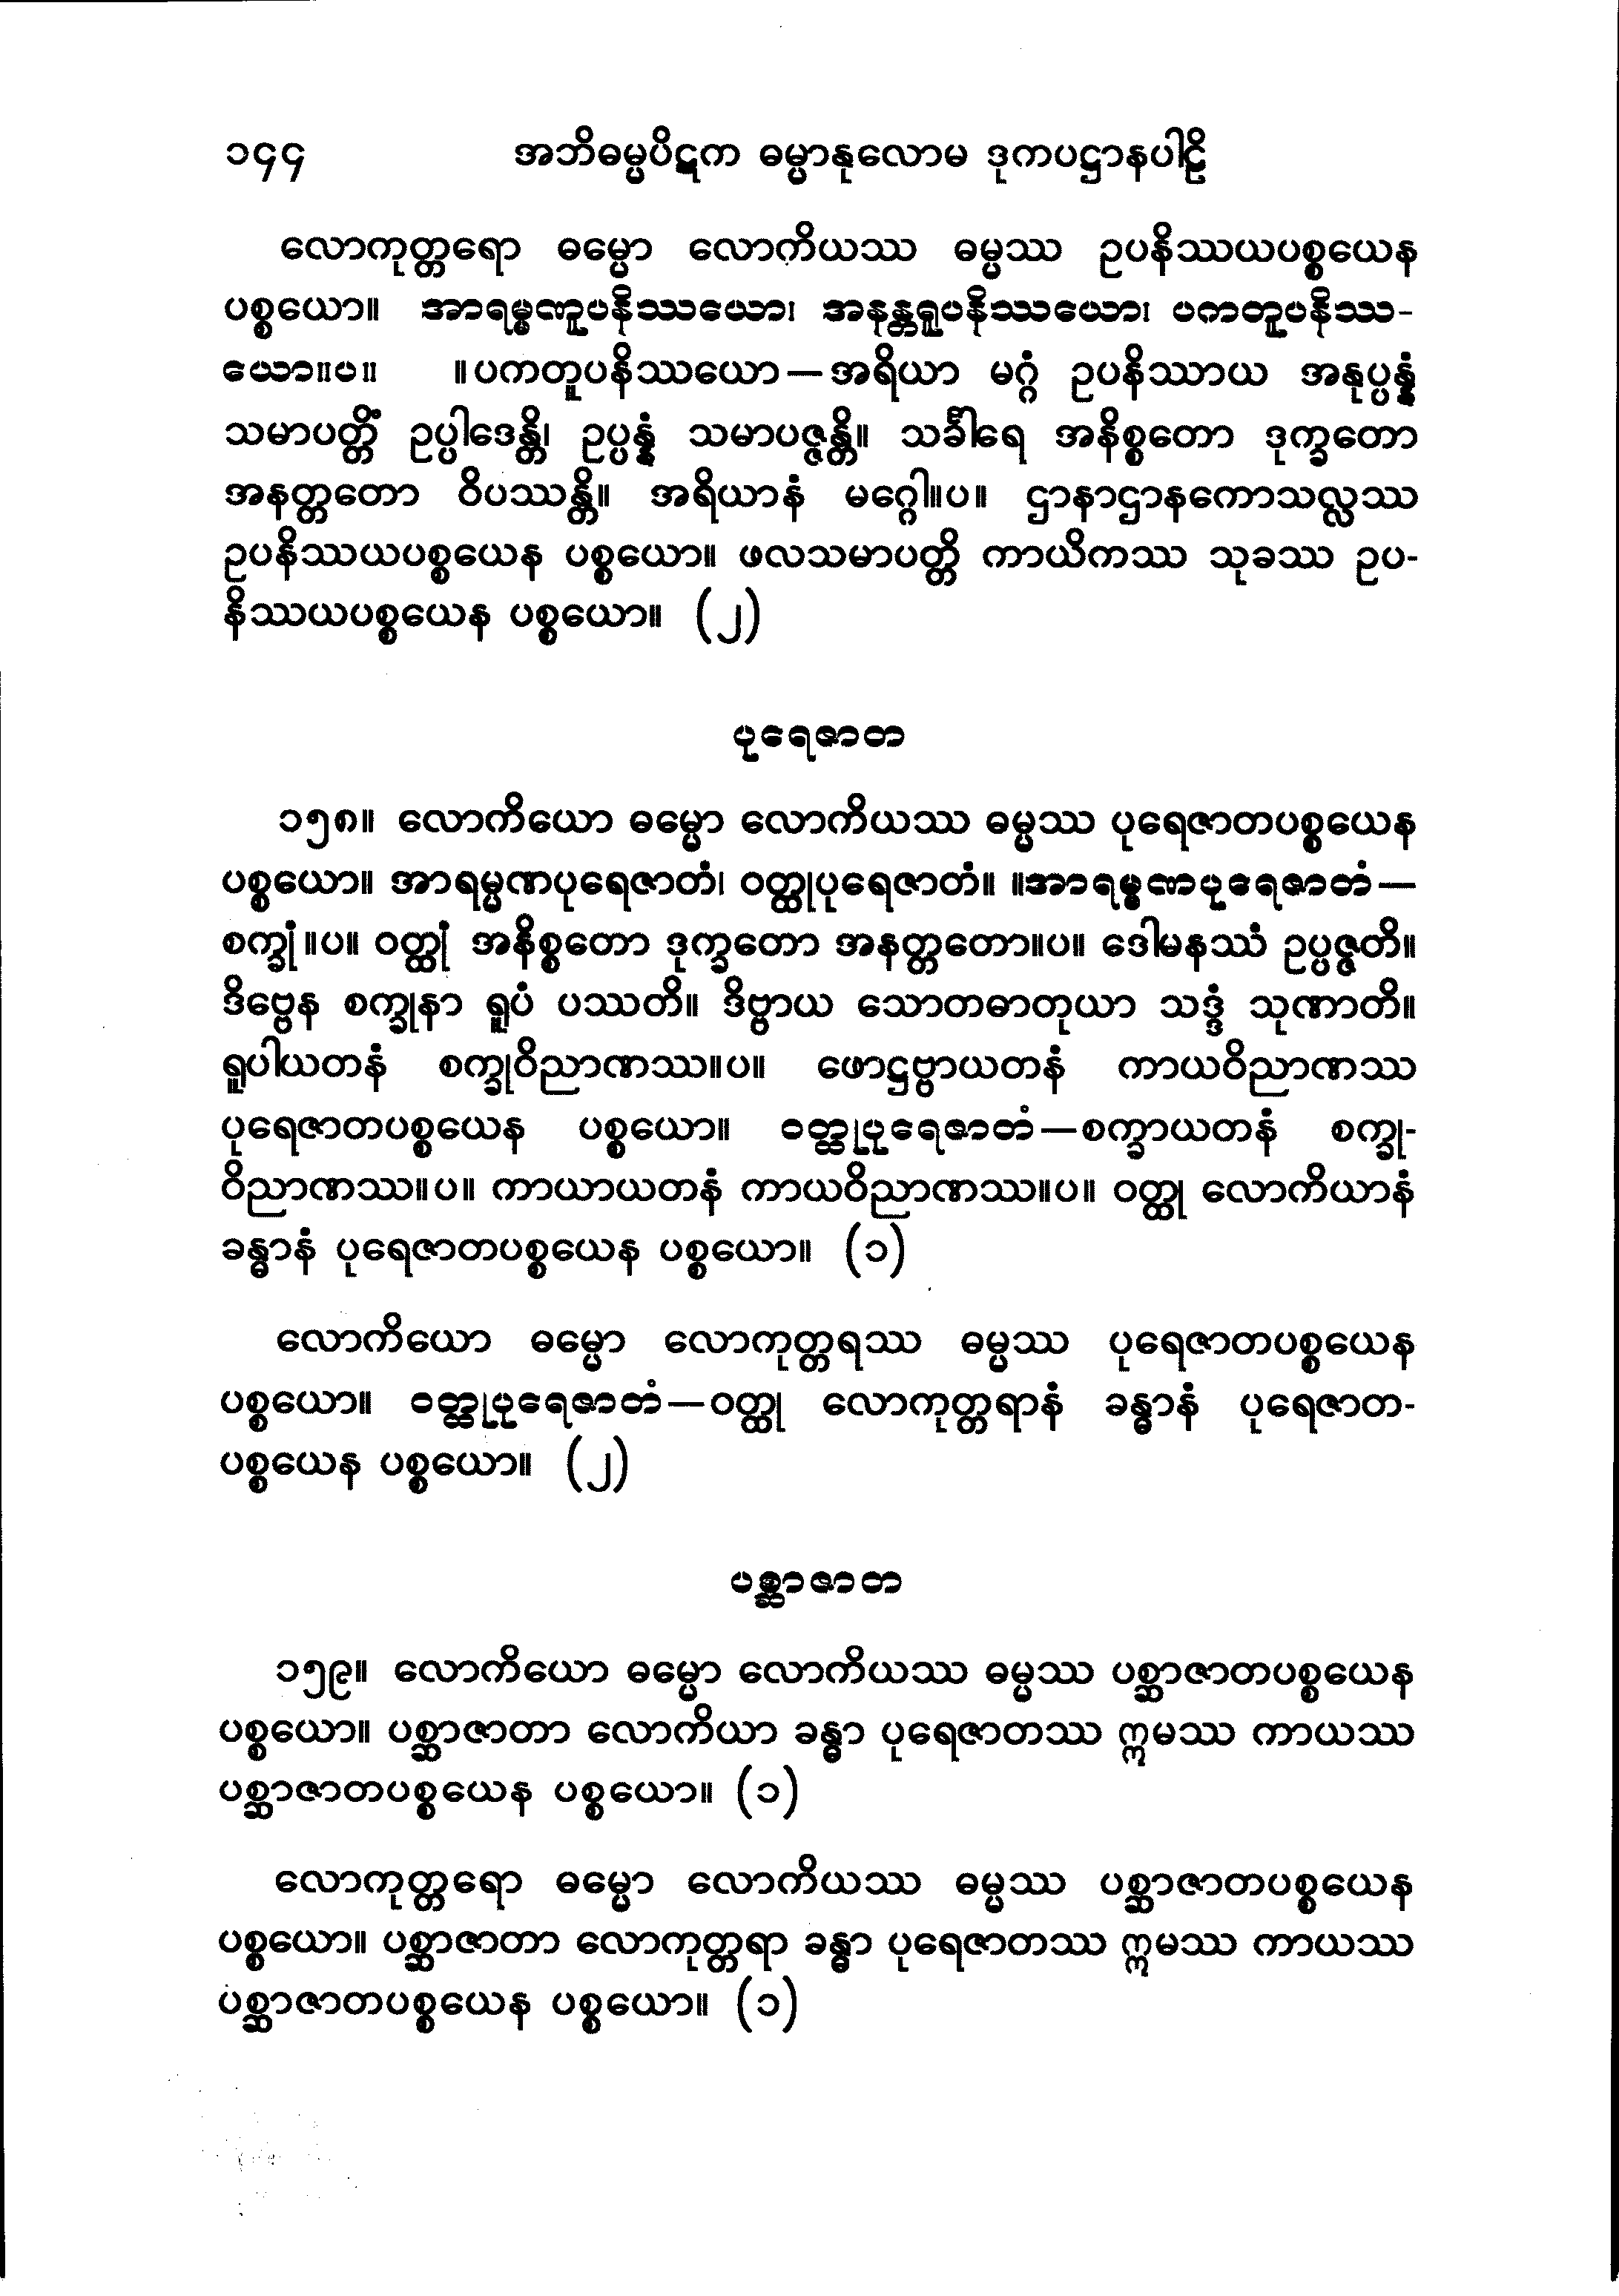 ၁၄၄ အဘိဓမ္မပိဋက ဓမ္မာနုလောမ ဒုကပဋ္ဌာနပါဠိ
လောကုတ္တရော ဓမ္မော လောကိယဿ ဓမ္မဿ ဥပနိဿယပစ္စယေန
ပစ္စယော။ အာရမ္မဏူပနိဿယော၊ အနန္တရူပနိဿယော၊ ပကတူပနိဿ-
ယော။ပ။ ။ပကတူပနိဿယော—အရိယာ မဂ္ဂံ ဥပနိဿာယ အနုပ္ပန္နံ
သမာပတ္တိံ ဥပ္ပါဒေန္တိ၊ ဥပ္ပန္နံ သမာပဇ္ဇန္တိ။ သင်္ခါရေ အနိစ္စတော ဒုက္ခတော
အနတ္တတော ဝိပဿန္တိ။ အရိယာနံ မဂ္ဂေါ။ပ။ ဌာနာဌာနကောသလ္လဿ
ဥပနိဿယပစ္စယေန ပစ္စယော။ ဖလသမာပတ္တိ ကာယိကဿ သုခဿ ဥပ-
နိဿယပစ္စယေန ပစ္စယော။ (၂)
ပုရေဇာတ
၁၅၈။ လောကိယော ဓမ္မော လောကိယဿ ဓမ္မဿ ပုရေဇာတပစ္စယေန
ပစ္စယော။ အာရမ္မဏပုရေဇာတံ၊ ဝတ္ထုပုရေဇာတံ။ ။အာရမ္မဏပုရေဇာတံ—
စက္ခုံ။ပ။ ဝတ္ထုံ အနိစ္စတော ဒုက္ခတော အနတ္တတော။ပ။ ဒေါမနဿံ ဥပ္ပဇ္ဇတိ။
ဒိဗ္ဗေန စက္ခုနာ ရူပံ ပဿတိ။ ဒိဗ္ဗာယ သောတဓာတုယာ သဒ္ဒံ သုဏာတိ။
ရူပါယတနံ စက္ခုဝိညာဏဿ။ပ။ ဖောဋ္ဌဗ္ဗာယတနံ ကာယဝိညာဏဿ
ပုရေဇာတပစ္စယေန ပစ္စယော။ ဝတ္ထုပုရေဇာတံ—စက္ခာယတနံ စက္ခု-
ဝိညာဏဿ။ပ။ ကာယာယတနံ ကာယဝိညာဏဿ။ပ။ ဝတ္ထု လောကိယာနံ
ခန္ဓာနံ ပုရေဇာတပစ္စယေန ပစ္စယော။ (၁)
လောကိယော ဓမ္မော လောကုတ္တရဿ ဓမ္မဿ ပုရေဇာတပစ္စယေန
ပစ္စယော။ ဝတ္ထုပုရေဇာတံ—ဝတ္ထု လောကုတ္တရာနံ ခန္ဓာနံ ပုရေဇာတ-
ပစ္စယေန ပစ္စယော။ (၂)
ပစ္ဆာဇာတ
၁၅၉။ လောကိယော ဓမ္မော လောကိယဿ ဓမ္မဿ ပစ္ဆာဇာတပစ္စယေန
ပစ္စယော။ ပစ္ဆာဇာတာ လောကိယာ ခန္ဓာ ပုရေဇာတဿ ဣမဿ ကာယဿ
ပစ္ဆာဇာတပစ္စယေန ပစ္စယော။ (၁)
လောကုတ္တရော ဓမ္မော လောကိယဿ ဓမ္မဿ ပစ္ဆာဇာတပစ္စယေန
ပစ္စယော။ ပစ္ဆာဇာတာ လောကုတ္တရာ ခန္ဓာ ပုရေဇာတဿ ဣမဿ ကာယဿ
ပစ္ဆာဇာတပစ္စယေန ပစ္စယော။ (၁)